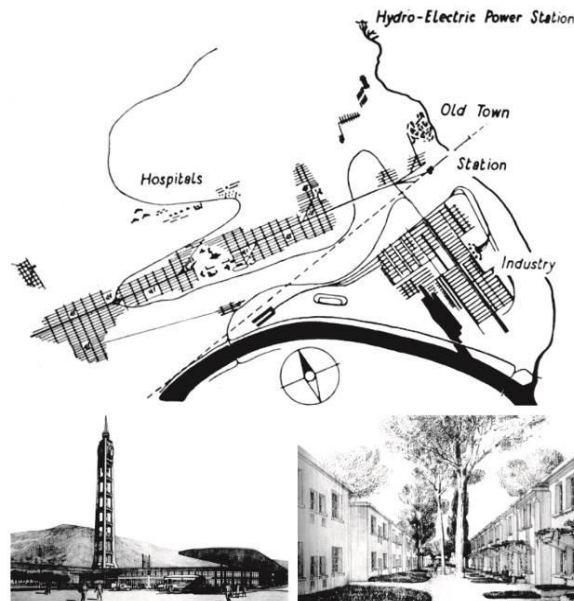 Hydro-Electric Power Station
Old Town
Station
Hospitals
Industry